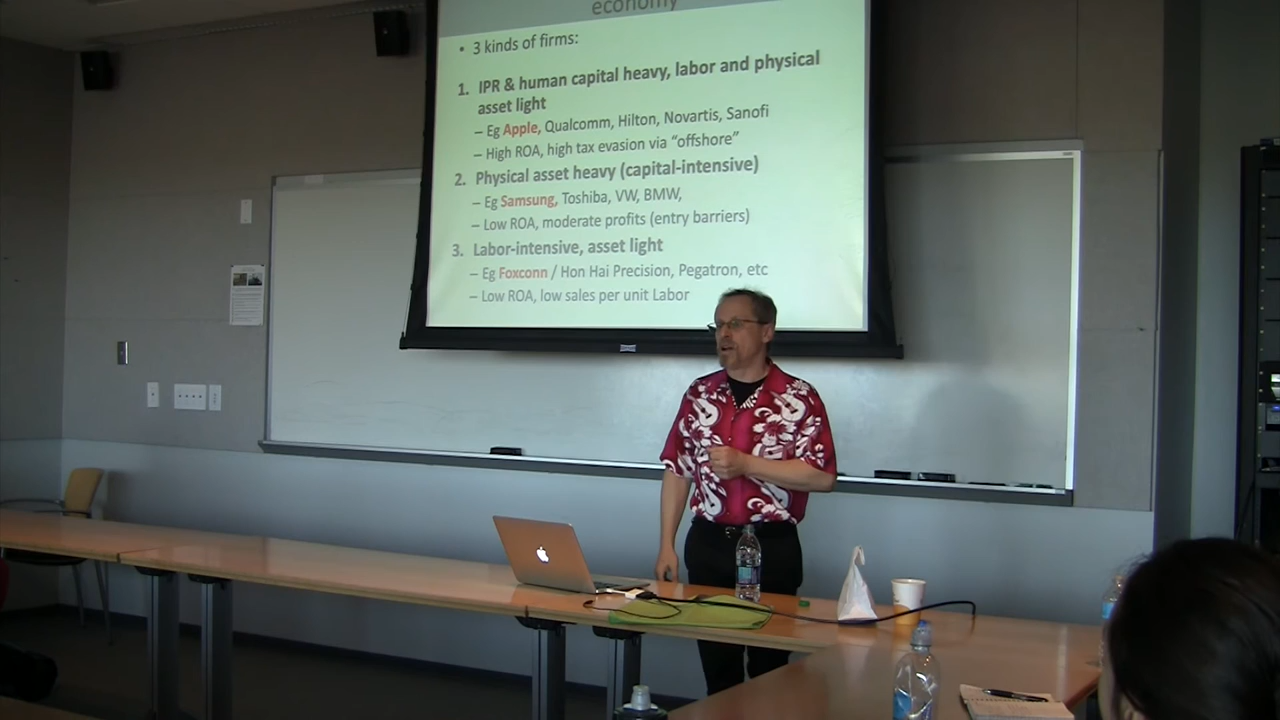 economy
• 3 kinds of firms:
1. IPR & human capital heavy, labor and physical
asset light
– Eg Apple, Qualcomm, Hilton, Novartis, Sanofi
– High ROA, high tax evasion via “offshore”
2. Physical asset heavy (capital-intensive)
– Eg Samsung, Toshiba, VW, BMW,
– Low ROA, moderate profits (entry barriers)
3. Labor-intensive, asset light
– Eg Foxconn / Hon Hai Precision, Pegatron, etc
– Low ROA, low sales per unit Labor